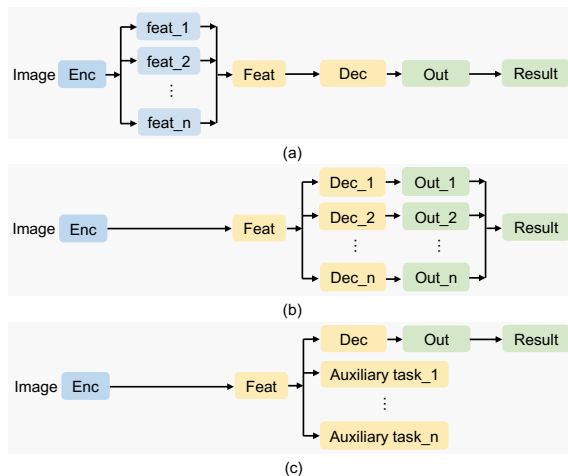 feat_1
Image Enc feat_2 Feat Dec Out Result
⋮
feat_n
(a)
Dec_1 Out_1
Image Enc Feat Dec_2 Out_2 Result
⋮ ⋮
Dec_n Out_n
(b)
Dec Out Result
Image Enc Feat Auxiliary task_1
⋮
Auxiliary task_n
(c)